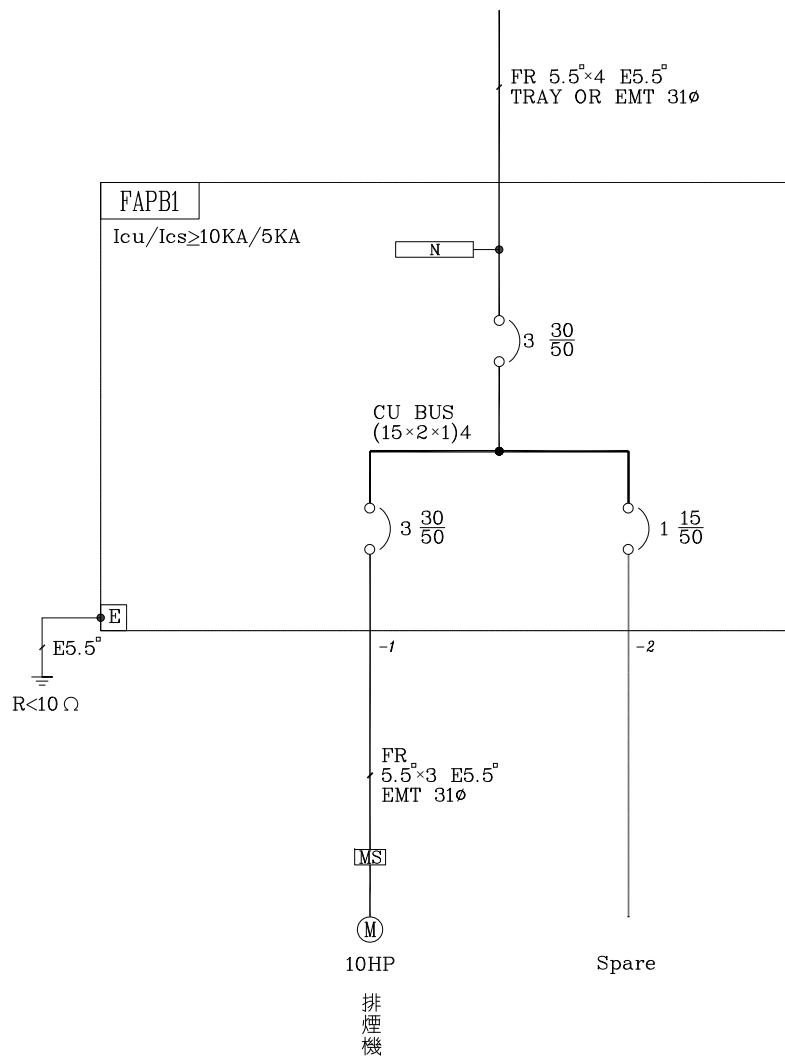 FR 5.5□×4 E5.5□
TRAY OR EMT 31ø
FAPB1
Icu/Ics≥10KA/5KA
N
3 30/50
CU BUS
(15×2×1)4
3 30/50
1 15/50
E
E5.5□
-1
-2
R<10Ω
FR
5.5□×3 E5.5□
EMT 31ø
MS
M
10HP
Spare
排煙機